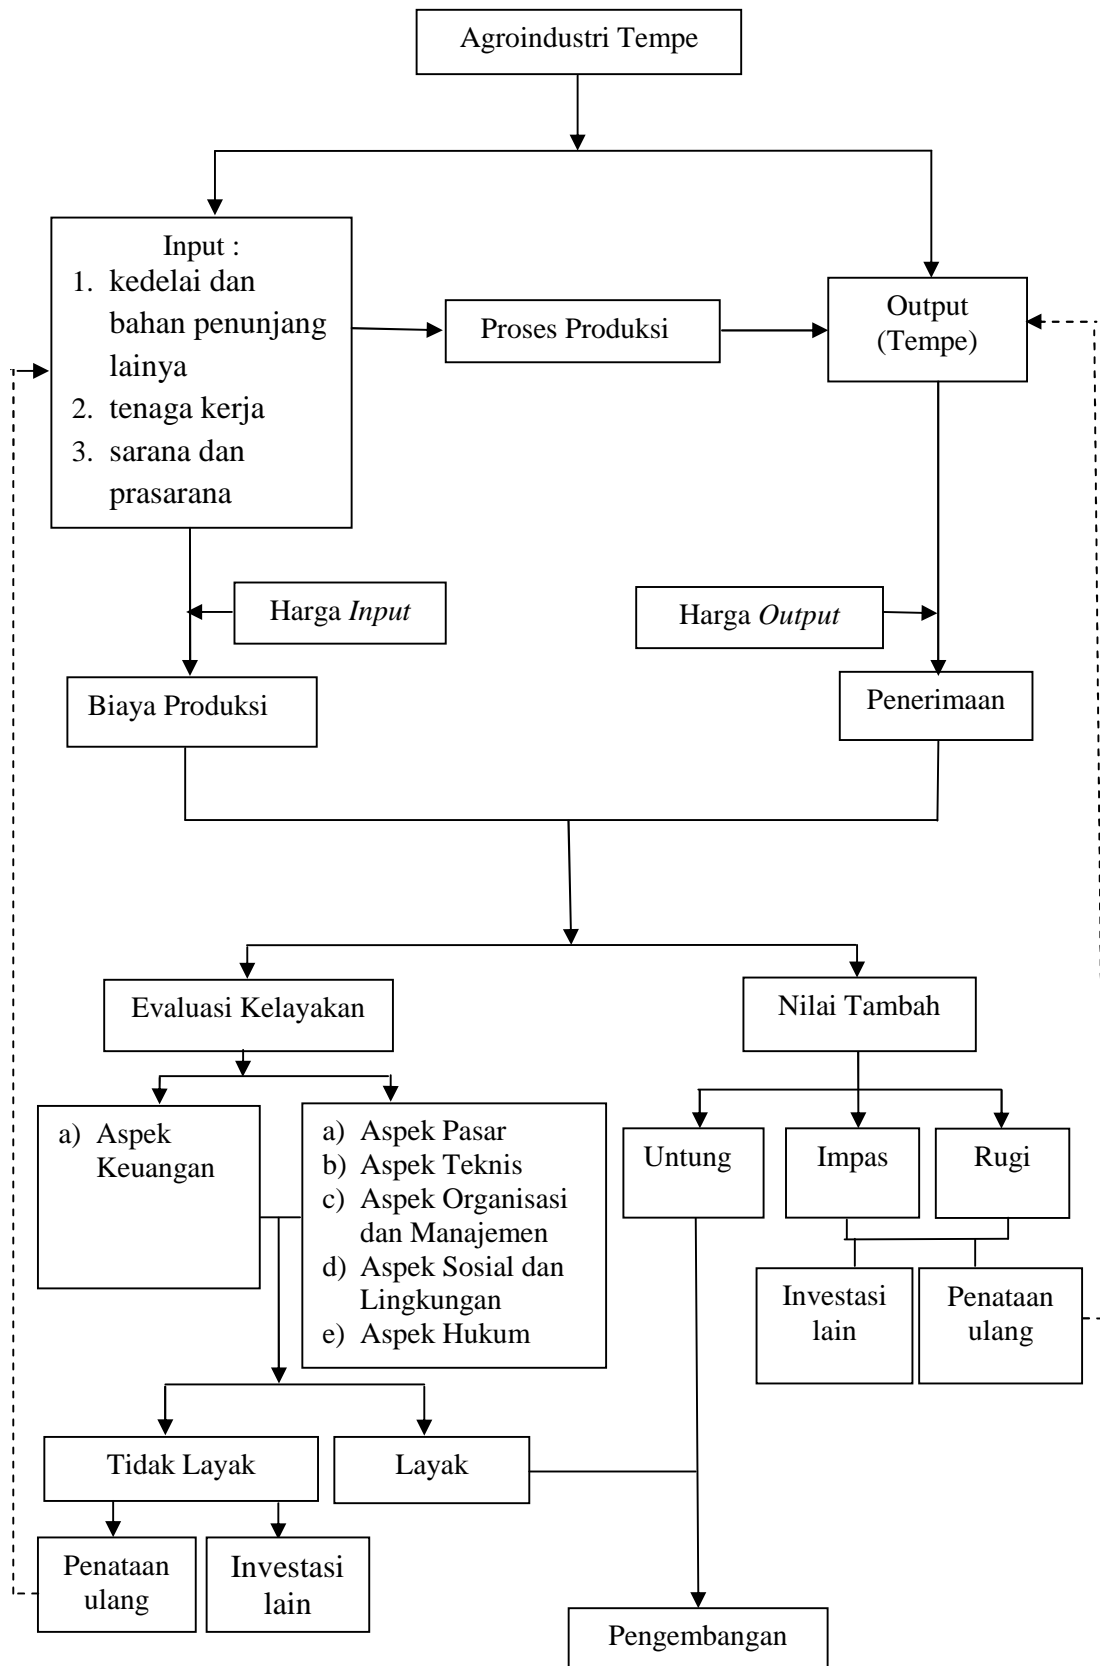 Agroindustri Tempe
Input :
1. kedelai dan
bahan penunjang
lainya
2. tenaga kerja
3. sarana dan
prasarana
Proses Produksi
Output
(Tempe)
Harga Input
Harga Output
Biaya Produksi
Penerimaan
Evaluasi Kelayakan
Nilai Tambah
a) Aspek
Keuangan
a) Aspek Pasar
b) Aspek Teknis
c) Aspek Organisasi
dan Manajemen
d) Aspek Sosial dan
Lingkungan
e) Aspek Hukum
Untung
Impas
Rugi
Investasi
lain
Penataan
ulang
Tidak Layak
Layak
Penataan
ulang
Investasi
lain
Pengembangan